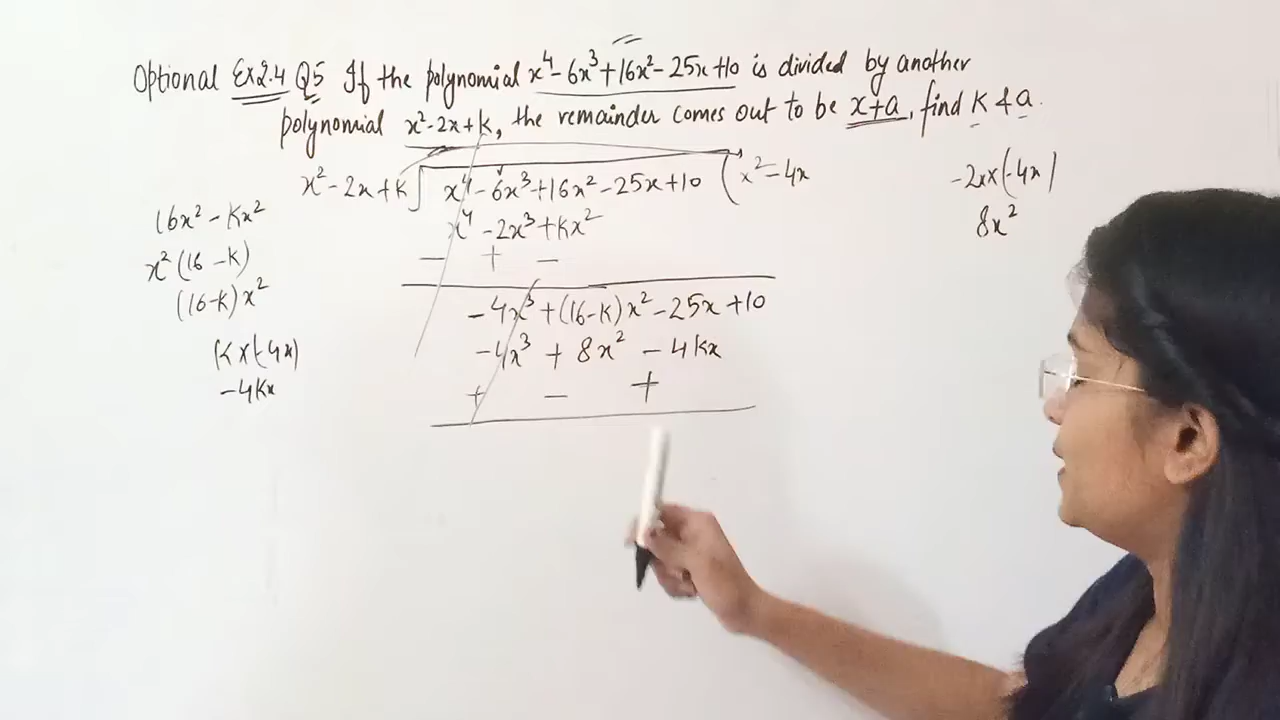 Optional Ex 2.4 Q5 If the polynomial x⁴ - 6x³ + 16x² - 25x + 10 is divided by another
polynomial x² - 2x + k, the remainder comes out to be x + a, find K & a.
x² - 2x + k ) x⁴ - 6x³ + 16x² - 25x + 10 ( x² - 4x
x⁴ - 2x³ + kx²
- + -
-4x³ + (16-k)x² - 25x + 10
-4x³ + 8x² - 4kx
+ - +
16x² - kx²
x²(16 - k)
(16-k)x²
k x (-4x)
-4kx
-2x x (-4x)
8x²